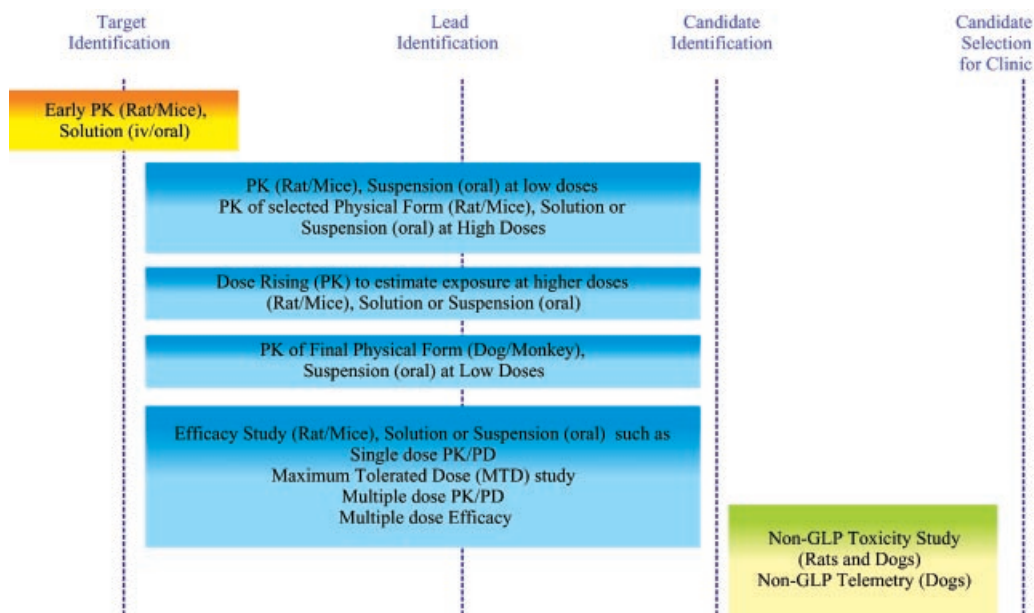 Target
Identification
Lead
Identification
Candidate
Identification
Candidate
Selection
for Clinic
Early PK (Rat/Mice),
Solution (iv/oral)
PK (Rat/Mice), Suspension (oral) at low doses
PK of selected Physical Form (Rat/Mice), Solution or
Suspension (oral) at High Doses
Dose Rising (PK) to estimate exposure at higher doses
(Rat/Mice), Solution or Suspension (oral)
PK of Final Physical Form (Dog/Monkey),
Suspension (oral) at Low Doses
Efficacy Study (Rat/Mice), Solution or Suspension (oral) such as
Single dose PK/PD
Maximum Tolerated Dose (MTD) study
Multiple dose PK/PD
Multiple dose Efficacy
Non-GLP Toxicity Study
(Rats and Dogs)
Non-GLP Telemetry (Dogs)